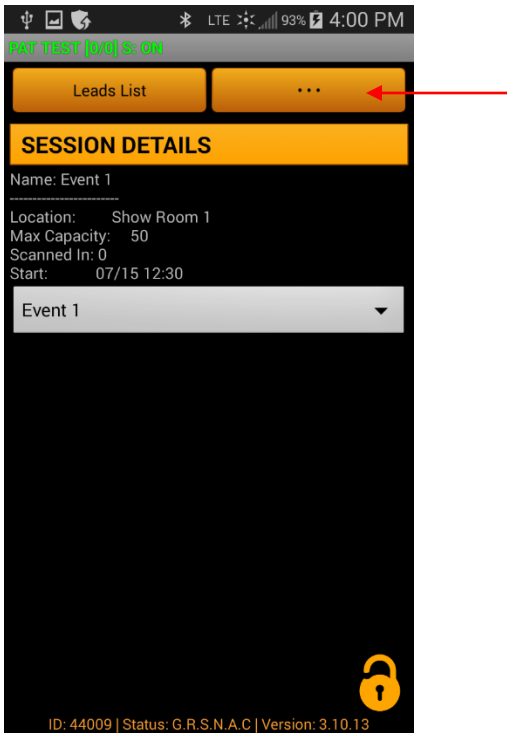 LTE 93% 4:00 PM
PAT TEST [0/0] S: ON
Leads List ...
SESSION DETAILS
Name: Event 1
------------------------
Location: Show Room 1
Max Capacity: 50
Scanned In: 0
Start: 07/15 12:30
Event 1
ID: 44009 | Status: G.R.S.N.A.C | Version: 3.10.13